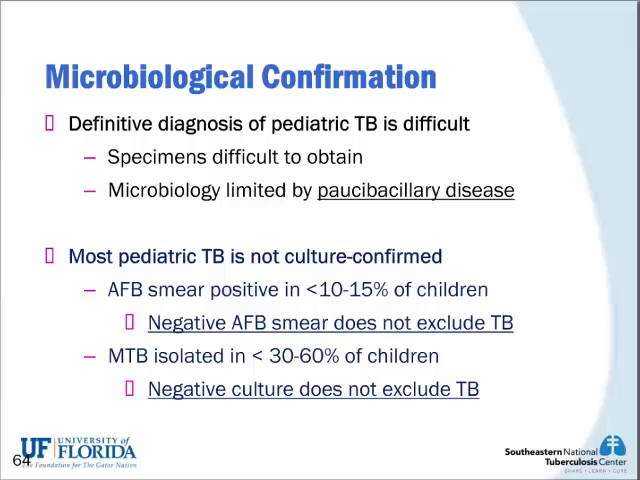 Microbiological Confirmation
Definitive diagnosis of pediatric TB is difficult
– Specimens difficult to obtain
– Microbiology limited by paucibacillary disease
Most pediatric TB is not culture-confirmed
– AFB smear positive in <10-15% of children
Negative AFB smear does not exclude TB
– MTB isolated in < 30-60% of children
Negative culture does not exclude TB
64
UF UNIVERSITY of
FLORIDA
The Foundation for The Gator Nation
Southeastern National
Tuberculosis Center
SHARE • LEARN • CURE